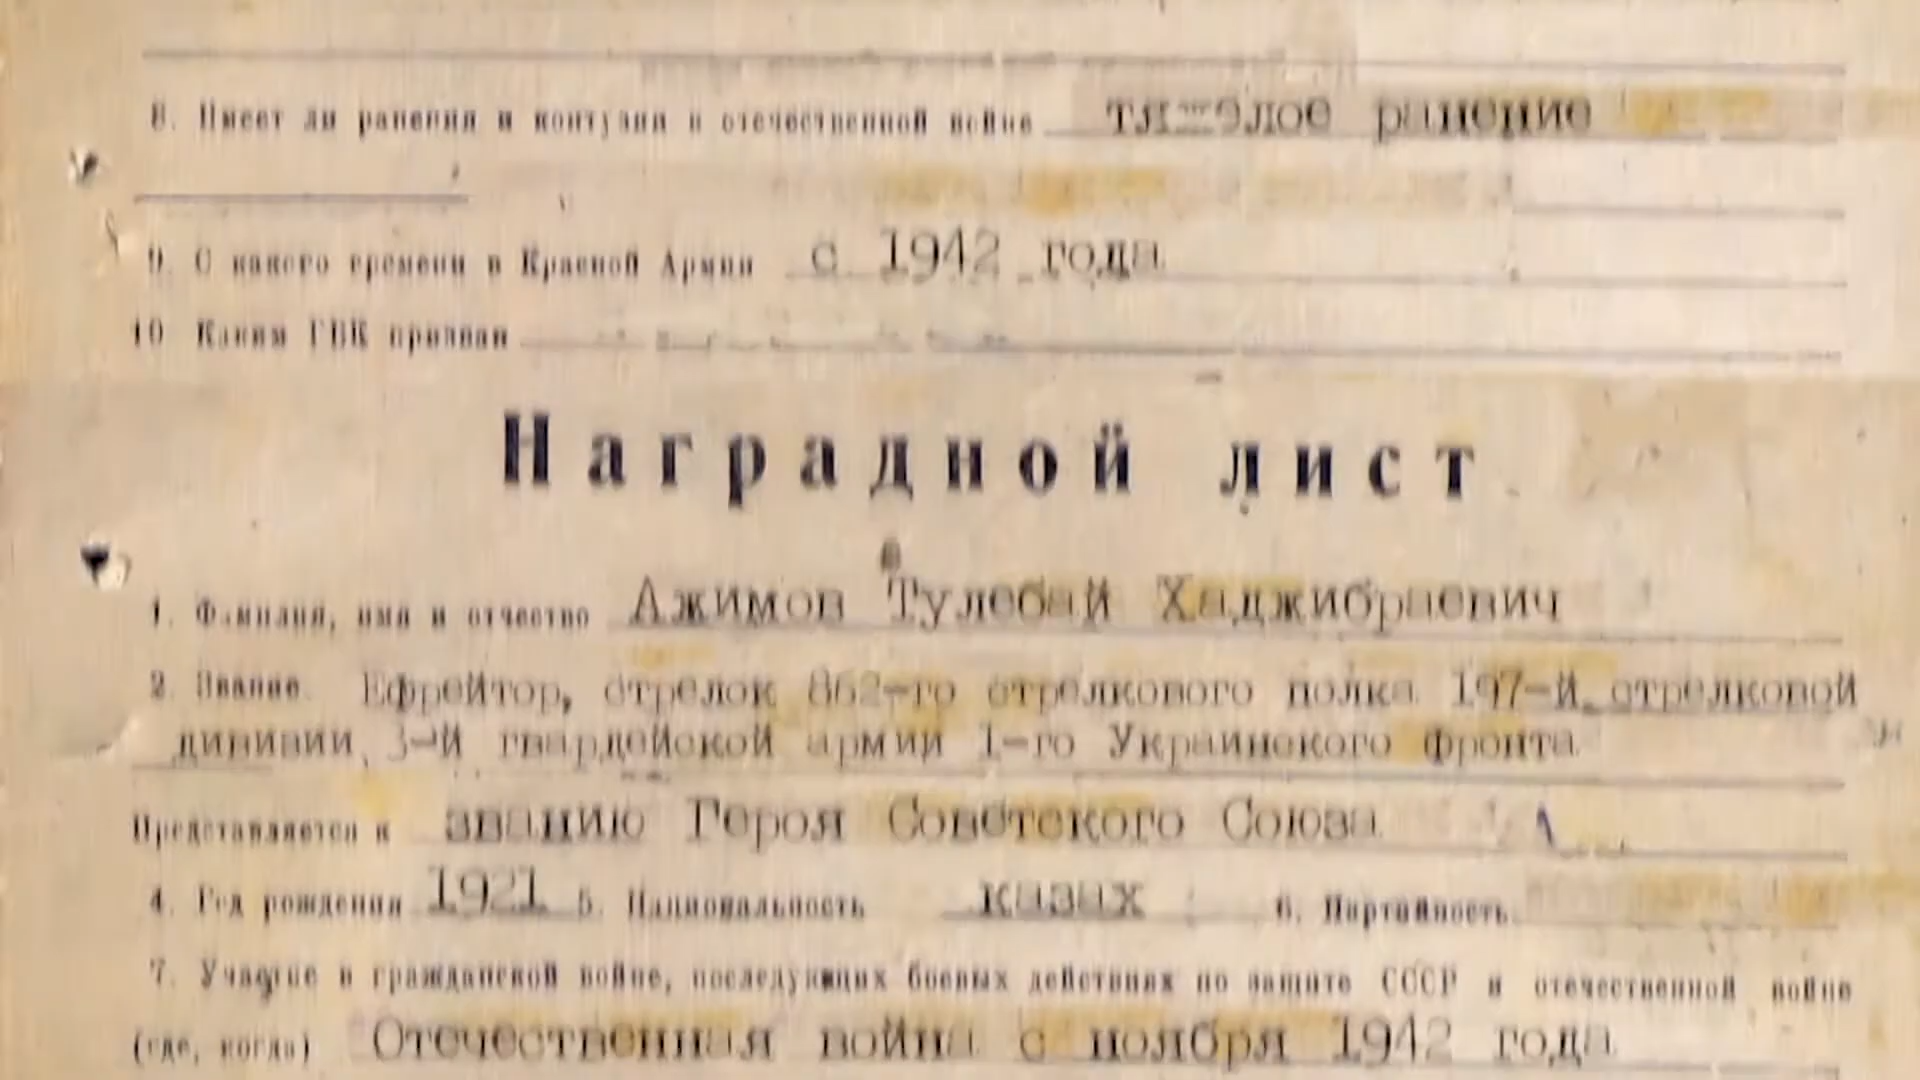 8. Имеет ли ранения и контузии в отечественной войне тяжелое ранение
9. С какого времени в Красной Армии с 1942 года
10 Каким ГВК призван
Наградной лист
1. Фамилия, имя и отчество Ажимов Тулебай Хаджибраевич
2 Звание Ефрейтор, стрелок 862-го стрелкового полка 197-й стрелковой
дивизии 3-й гвардейской армии 1-го Украинского фронта
Представляется к званию Героя Советского Союза
4. Год рождения 1921 5. Национальность казах 6. Партийность
7. Участие в гражданской войне, последующих боевых действиях по защите СССР и отечественной войне
(где, когда) Отечественная война с ноября 1942 года